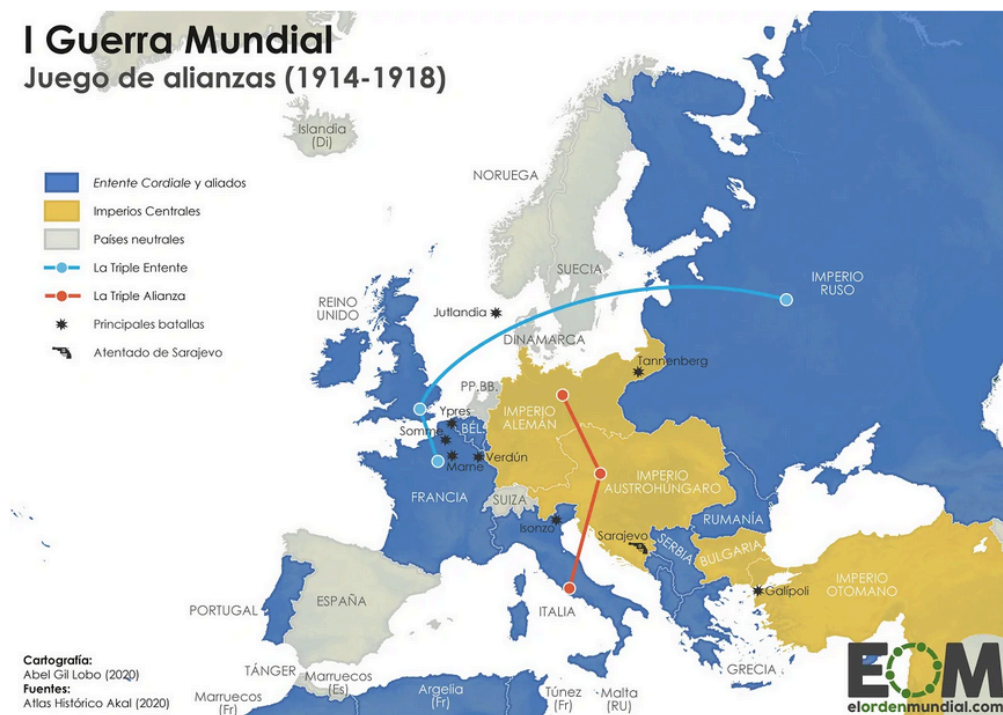 I Guerra Mundial
Juego de alianzas (1914-1918)
Entente Cordiale y aliados
Imperios Centrales
Países neutrales
La Triple Entente
La Triple Alianza
Principales batallas
Atentado de Sarajevo
Islandia
(Di)
NORUEGA
SUECIA
IMPERIO
RUSO
REINO
UNIDO
Jutlandia
DINAMARCA
Tannenberg
PP.BB.
IMPERIO
ALEMÁN
Ypres
BÉL.
Somme
Marne
Verdún
FRANCIA
SUIZA
IMPERIO
AUSTROHÚNGARO
Isonzo
Sarajevo
SERBIA
RUMANÍA
BULGARIA
Galípoli
IMPERIO
OTOMANO
PORTUGAL
ESPAÑA
ITALIA
GRECIA
TÁNGER
Marruecos
(Es)
Marruecos
(Fr)
Argelia
(Fr)
Túnez
(Fr)
Malta
(RU)
Cartografía:
Abel Gil Lobo (2020)
Fuentes:
Atlas Histórico Akal (2020)
EOM
elordenmundial.com